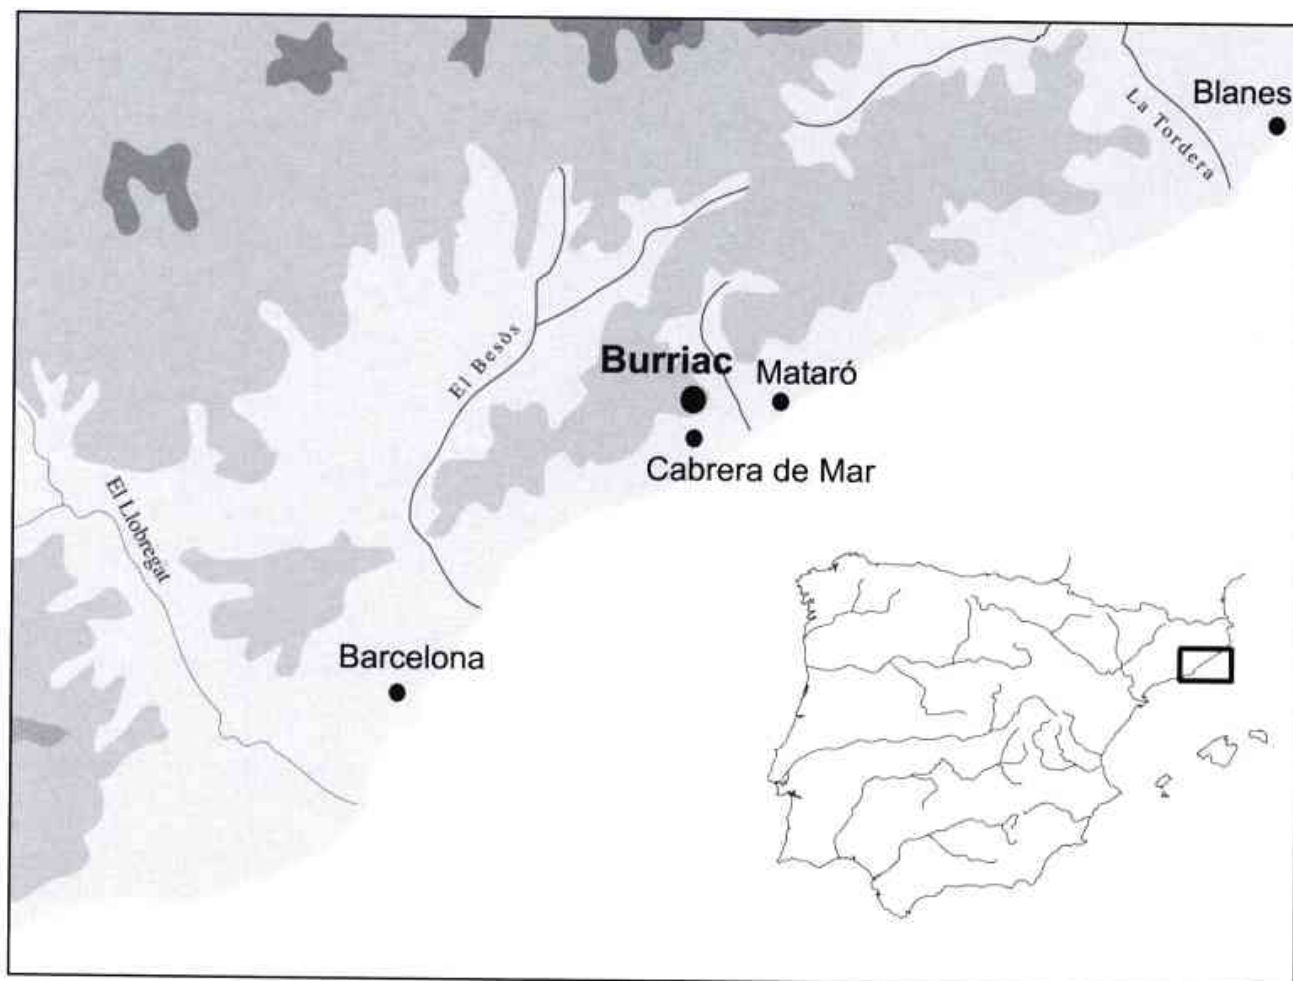 Blanes
La Tordera
El Besòs
Burriac
Mataró
Cabrera de Mar
El Llobregat
Barcelona